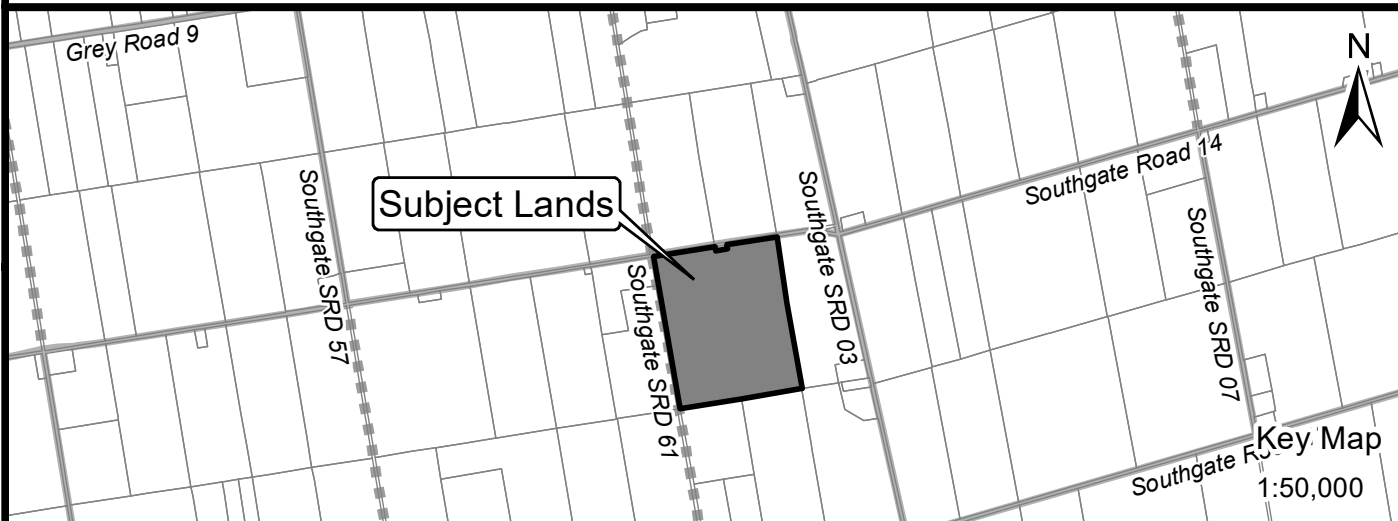 Grey Road 9
N
Southgate Road 14
Southgate SRD 57
Subject Lands
Southgate SRD 03
Southgate SRD 07
Southgate SRD 61
Key Map
Southgate
1:50,000